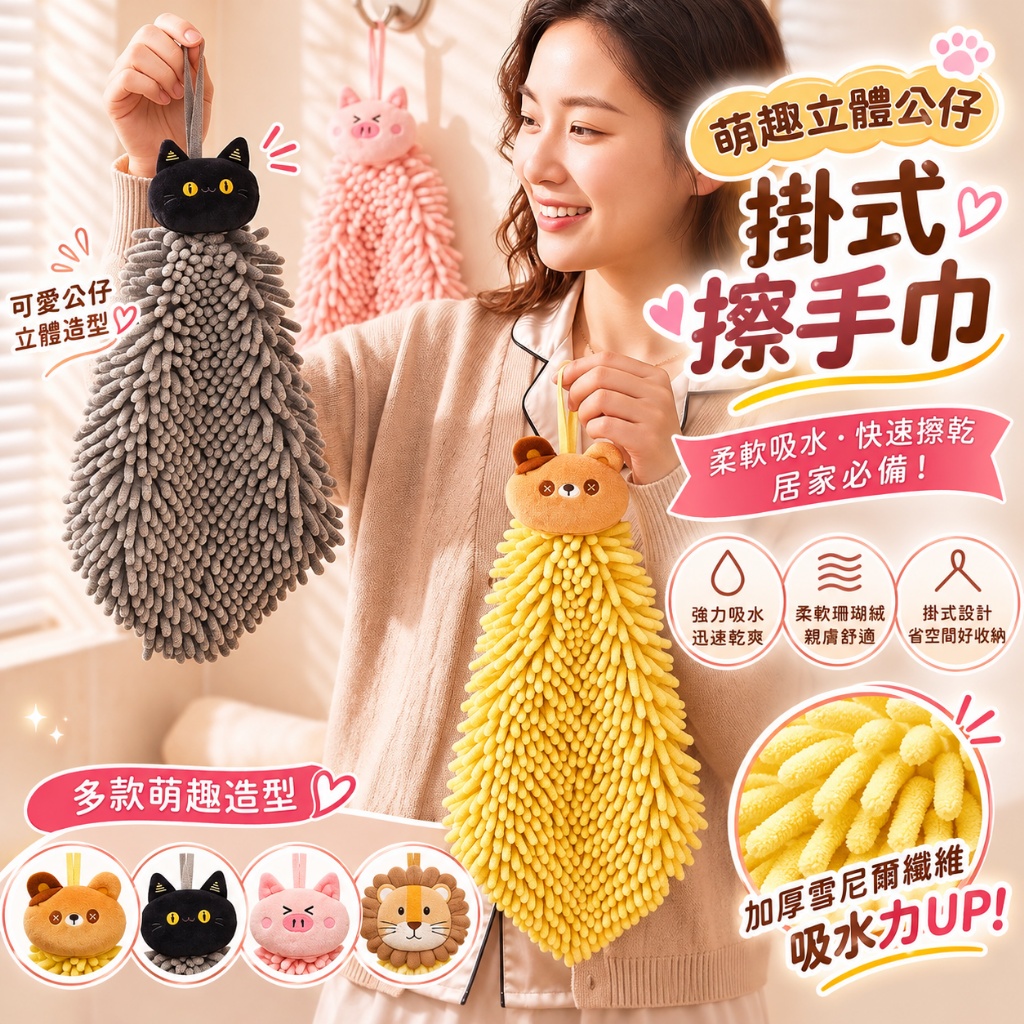 萌趣立體公仔
掛式
擦手巾
可愛公仔
立體造型
柔軟吸水·快速擦乾
居家必備！
強力吸水
迅速乾爽
柔軟珊瑚絨
親膚舒適
掛式設計
省空間好收納
多款萌趣造型
加厚雪尼爾纖維
吸水力UP!